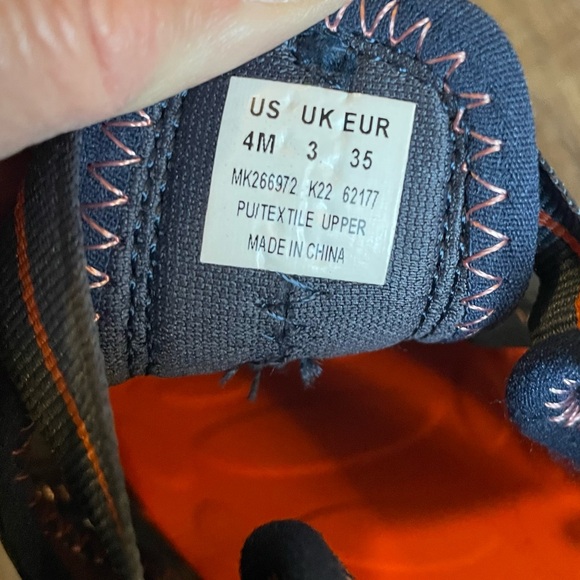 US UK EUR
4M 3 35
MK266972 K22 62177
PU/TEXTILE UPPER
MADE IN CHINA